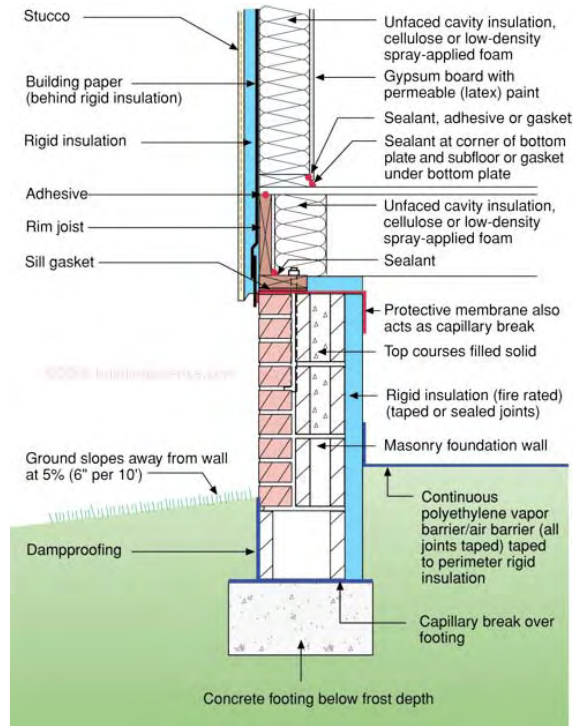 Stucco
Building paper
(behind rigid insulation)
Rigid insulation
Adhesive
Rim joist
Sill gasket
Ground slopes away from wall
at 5% (6" per 10')
Dampproofing
Unfaced cavity insulation,
cellulose or low-density
spray-applied foam
Gypsum board with
permeable (latex) paint
Sealant, adhesive or gasket
Sealant at corner of bottom
plate and subfloor or gasket
under bottom plate
Unfaced cavity insulation,
cellulose or low-density
spray-applied foam
Sealant
Protective membrane also
acts as capillary break
Top courses filled solid
Rigid insulation (fire rated)
(taped or sealed joints)
Masonry foundation wall
Continuous
polyethylene vapor
barrier/air barrier (all
joints taped) taped
to perimeter rigid
insulation
Capillary break over
footing
Concrete footing below frost depth